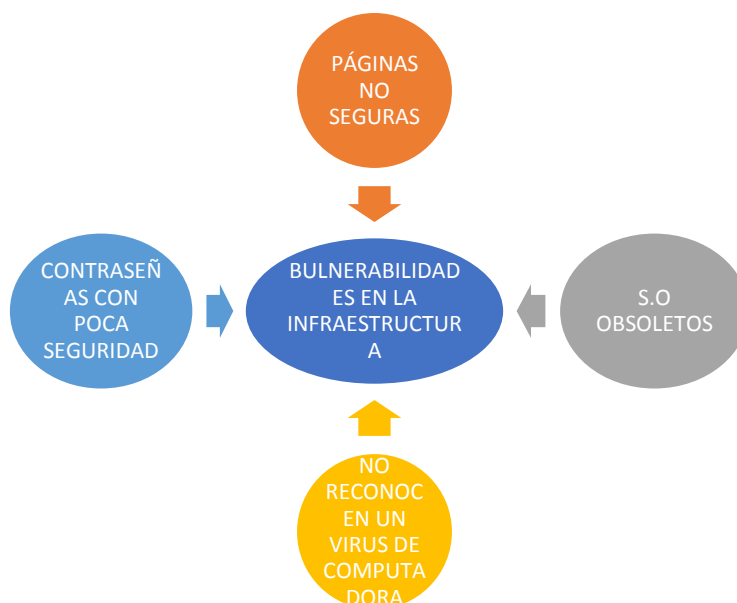 PÁGINAS
NO
SEGURAS
CONTRASEÑ
AS CON
POCA
SEGURIDAD
BULNERABILIDAD
ES EN LA
INFRAESTRUCTUR
A
S.O
OBSOLETOS
NO
RECONOC
EN UN
VIRUS DE
COMPUTA
DORA